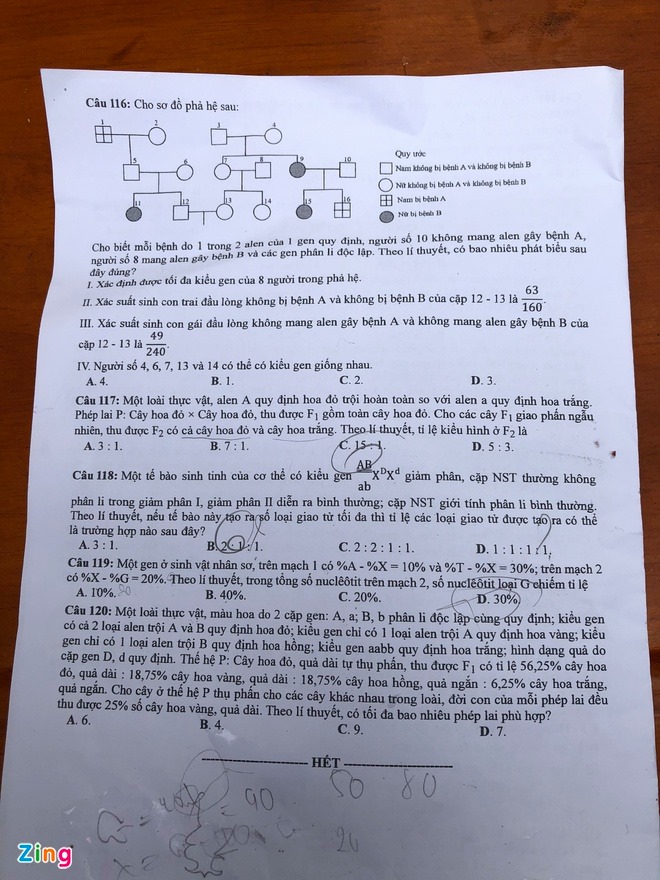 Câu 116: Cho sơ đồ phả hệ sau:
1 2 3 4
5 6 7 8 9 10
11 12 13 14 15 16
Quy ước
Nam không bị bệnh A và không bị bệnh B
Nữ không bị bệnh A và không bị bệnh B
Nam bị bệnh A
Nữ bị bệnh B
Cho biết mỗi bệnh do 1 trong 2 alen của 1 gen quy định, người số 10 không mang alen gây bệnh A,
người số 8 mang alen gây bệnh B và các gen phân li độc lập. Theo lí thuyết, có bao nhiêu phát biểu sau
đây đúng?
I. Xác định được tối đa kiểu gen của 8 người trong phả hệ.
II. Xác suất sinh con trai đầu lòng không bị bệnh A và không bị bệnh B của cặp 12 - 13 là 63/160.
III. Xác suất sinh con gái đầu lòng không mang alen gây bệnh A và không mang alen gây bệnh B của
cặp 12 - 13 là 49/240.
IV. Người số 4, 6, 7, 13 và 14 có thể có kiểu gen giống nhau.
A. 4. B. 1. C. 2. D. 3.
Câu 117: Một loài thực vật, alen A quy định hoa đỏ trội hoàn toàn so với alen a quy định hoa trắng.
Phép lai P: Cây hoa đỏ × Cây hoa đỏ, thu được F1 gồm toàn cây hoa đỏ. Cho các cây F1 giao phấn ngẫu
nhiên, thu được F2 có cả cây hoa đỏ và cây hoa trắng. Theo lí thuyết, tỉ lệ kiểu hình ở F2 là
A. 3 : 1. B. 7 : 1. C. 15 : 1. D. 5 : 3.
Câu 118: Một tế bào sinh tinh của cơ thể có kiểu gen AB/ab XDXd giảm phân, cặp NST thường không
phân li trong giảm phân I, giảm phân II diễn ra bình thường; cặp NST giới tính phân li bình thường.
Theo lí thuyết, nếu tế bào này tạo ra số loại giao tử tối đa thì tỉ lệ các loại giao tử được tạo ra có thể
là trường hợp nào sau đây?
A. 3 : 1. B. 2 : 1 : 1. C. 2 : 2 : 1 : 1. D. 1 : 1 : 1 : 1.
Câu 119: Một gen ở sinh vật nhân sơ, trên mạch 1 có %A - %X = 10% và %T - %X = 30%; trên mạch 2
có %X - %G = 20%. Theo lí thuyết, trong tổng số nuclêôtit trên mạch 2, số nuclêôtit loại G chiếm tỉ lệ
A. 10%. B. 40%. C. 20%. D. 30%.
Câu 120: Một loài thực vật, màu hoa do 2 cặp gen: A, a; B, b phân li độc lập cùng quy định; kiểu gen
có cả 2 loại alen trội A và B quy định hoa đỏ; kiểu gen chỉ có 1 loại alen trội A quy định hoa vàng; kiểu
gen chỉ có 1 loại alen trội B quy định hoa hồng; kiểu gen aabb quy định hoa trắng; hình dạng quả do
cặp gen D, d quy định. Thế hệ P: Cây hoa đỏ, quả dài tự thụ phấn, thu được F1 có tỉ lệ 56,25% cây hoa
đỏ, quả dài : 18,75% cây hoa vàng, quả dài : 18,75% cây hoa hồng, quả ngắn : 6,25% cây hoa trắng,
quả ngắn. Cho cây ở thế hệ P thụ phấn cho các cây khác nhau trong loài, đời con của mỗi phép lai đều
thu được 25% số cây hoa vàng, quả dài. Theo lí thuyết, có tối đa bao nhiêu phép lai phù hợp?
A. 6. B. 4. C. 9. D. 7.
HẾT
= 90 50 80
Zing